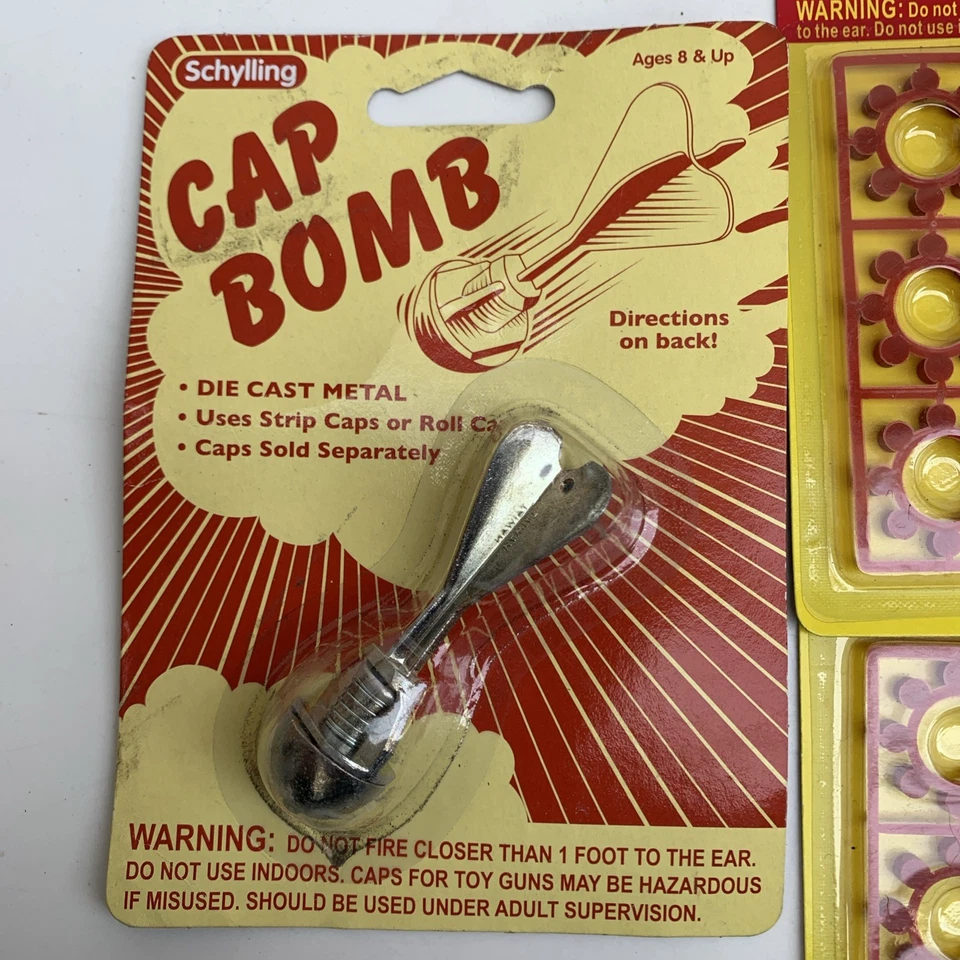 Schylling
Ages 8 & Up
CAP
BOMB
Directions
on back!
• DIE CAST METAL
• Uses Strip Caps or Roll Ca
• Caps Sold Separately
WARNING: DO NOT FIRE CLOSER THAN 1 FOOT TO THE EAR.
DO NOT USE INDOORS. CAPS FOR TOY GUNS MAY BE HAZARDOUS
IF MISUSED. SHOULD BE USED UNDER ADULT SUPERVISION.
WARNING: Do not
to the ear. Do not use i